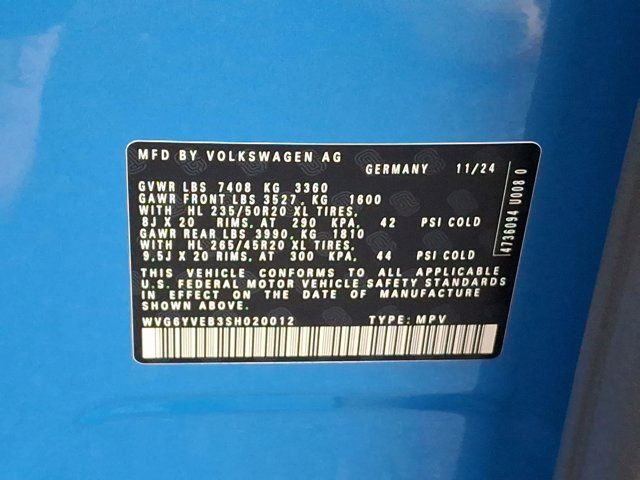 MFD BY VOLKSWAGEN AG
GERMANY 11/24
GVWR LBS 7408 KG 3360
GAWR FRONT LBS 3527, KG 1600
WITH HL 235/50R20 XL TIRES.
8J X 20 RIMS, AT 290 KPA, 42 PSI COLD
GAWR REAR LBS 3990, KG 1810
WITH HL 265/45R20 XL TIRES.
9.5J X 20 RIMS, AT 300 KPA, 44 PSI COLD
THIS VEHICLE CONFORMS TO ALL APPLICABLE
U.S. FEDERAL MOTOR VEHICLE SAFETY STANDARDS
IN EFFECT ON THE DATE OF MANUFACTURE
SHOWN ABOVE.
WVG6YVEB3SH020012 TYPE: MPV
4736094 U008 0